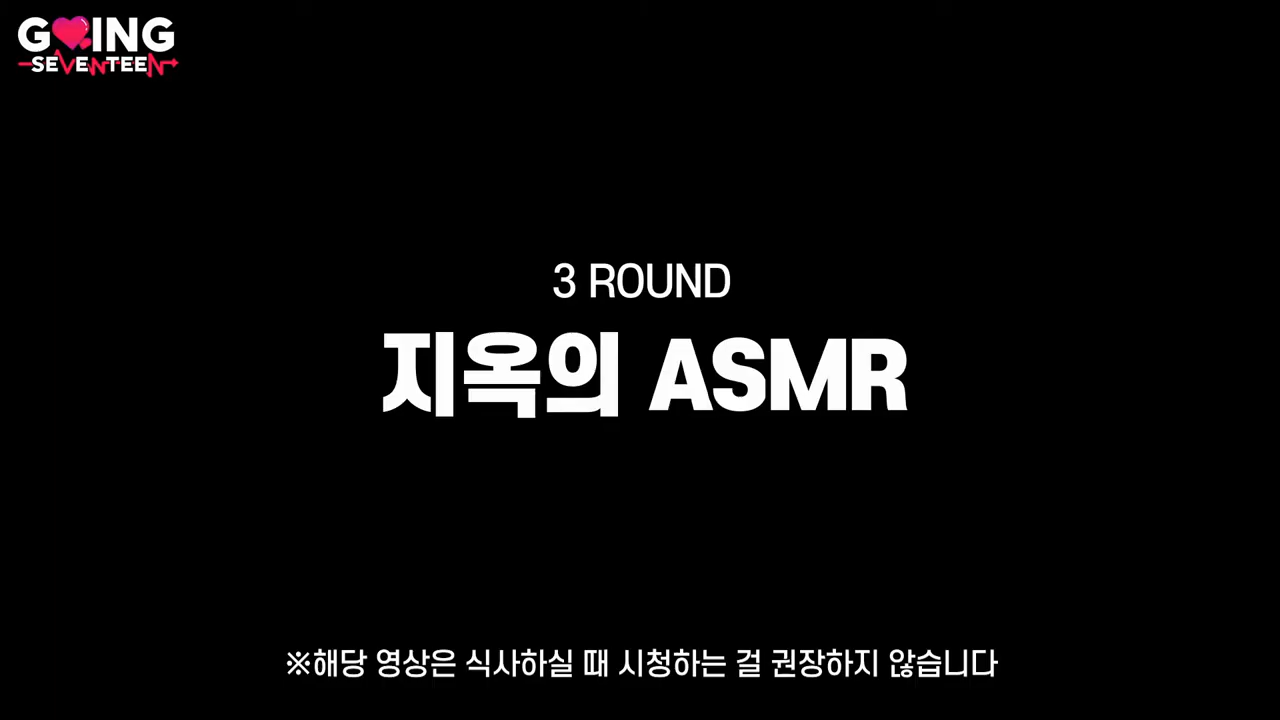 GOING
SEVENTEEN
3 ROUND
지옥의 ASMR
※해당 영상은 식사하실 때 시청하는 걸 권장하지 않습니다